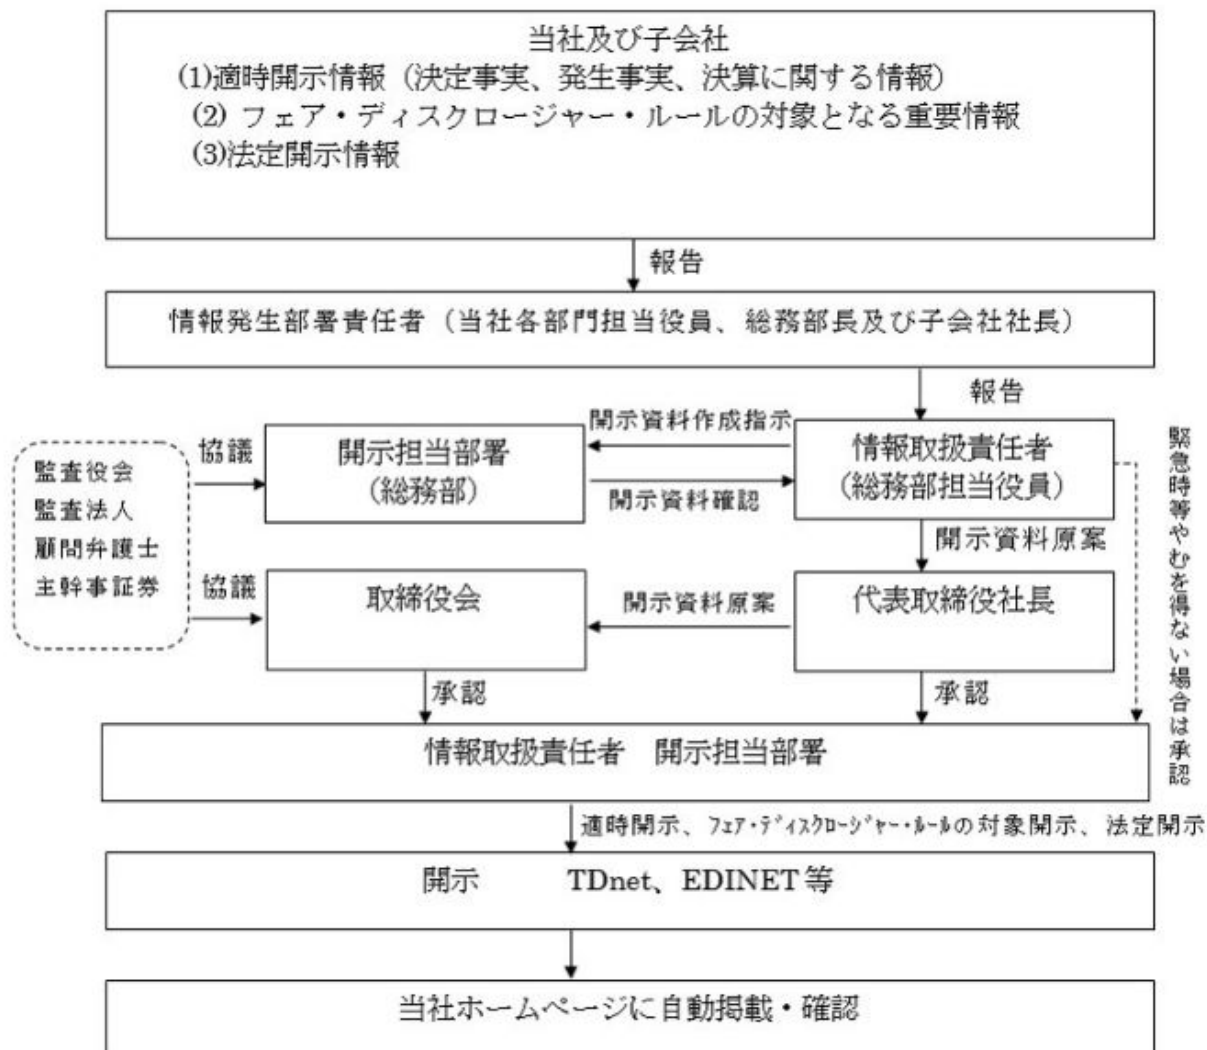 当社及び子会社
(1)適時開示情報（決定事実、発生事実、決算に関する情報）
(2) フェア・ディスクロージャー・ルールの対象となる重要情報
(3)法定開示情報
報告
情報発生部署責任者（当社各部門担当役員、総務部長及び子会社社長）
報告
監査役会
監査法人
顧問弁護士
主幹事証券
協議
開示担当部署
（総務部）
開示資料作成指示
開示資料確認
情報取扱責任者
（総務部担当役員）
緊急時等やむを得ない場合は承認
開示資料原案
協議
取締役会
開示資料原案
代表取締役社長
承認
承認
情報取扱責任者　開示担当部署
適時開示、ﾌｪｱ・ﾃﾞｨｽｸﾛｰｼﾞｬｰ・ﾙｰﾙの対象開示、法定開示
開示　TDnet、EDINET 等
当社ホームページに自動掲載・確認